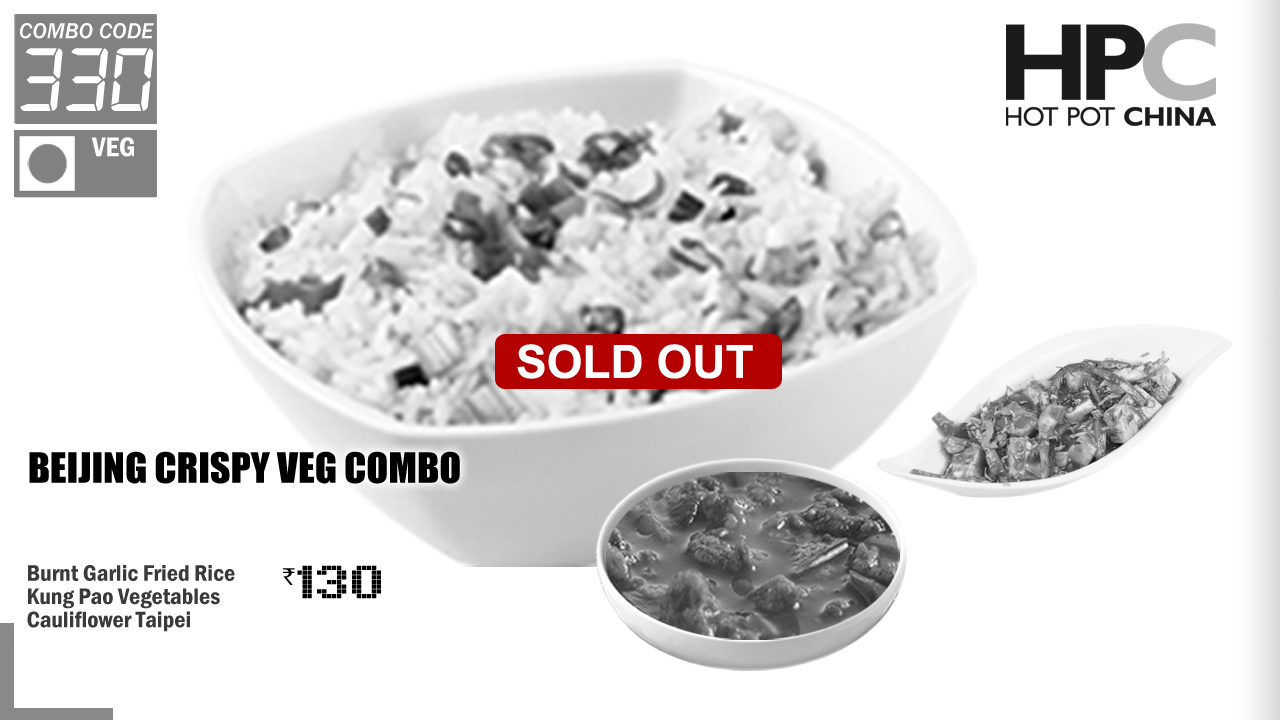 COMBO CODE
330
VEG
HPC
HOT POT CHINA
SOLD OUT
BEIJING CRISPY VEG COMBO
Burnt Garlic Fried Rice
₹130
Kung Pao Vegetables
Cauliflower Taipei